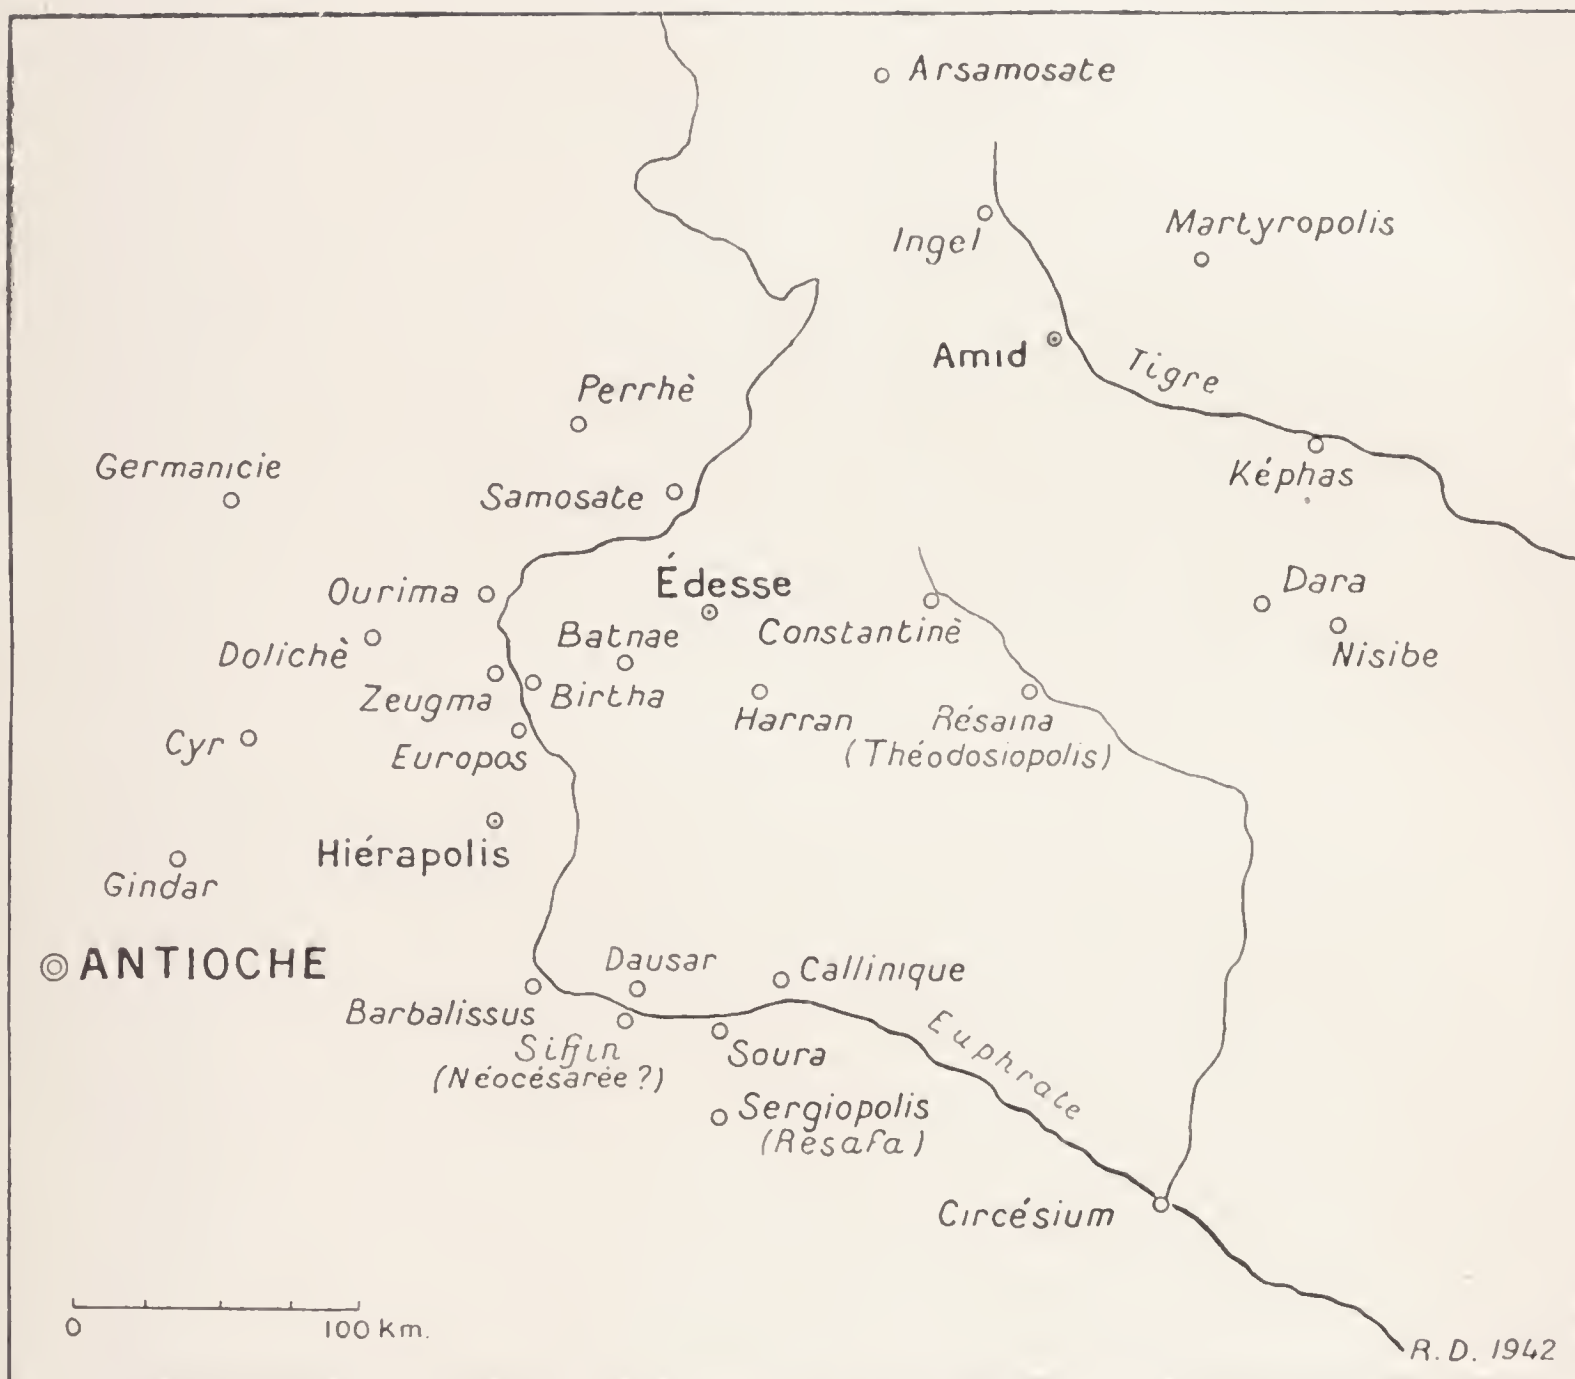 Arsamosate
Ingel
Martyropolis
Amid
Tigre
Perrhè
Képhas
Germanicie
Samosate
Ourima
Édesse
Dara
Dolichè
Batnae
Constantinè
Nisibe
Zeugma
Birtha
Harran
Résaina
(Théodosiopolis)
Cyr
Europos
Hiérapolis
Gindar
ANTIOCHE
Dausar
Callinique
Barbalissus
Siffin
(Néocésarée?)
Soura
Euphrate
Sergiopolis
(Résafa)
Circésium
0
100 km.
R. D. 1942